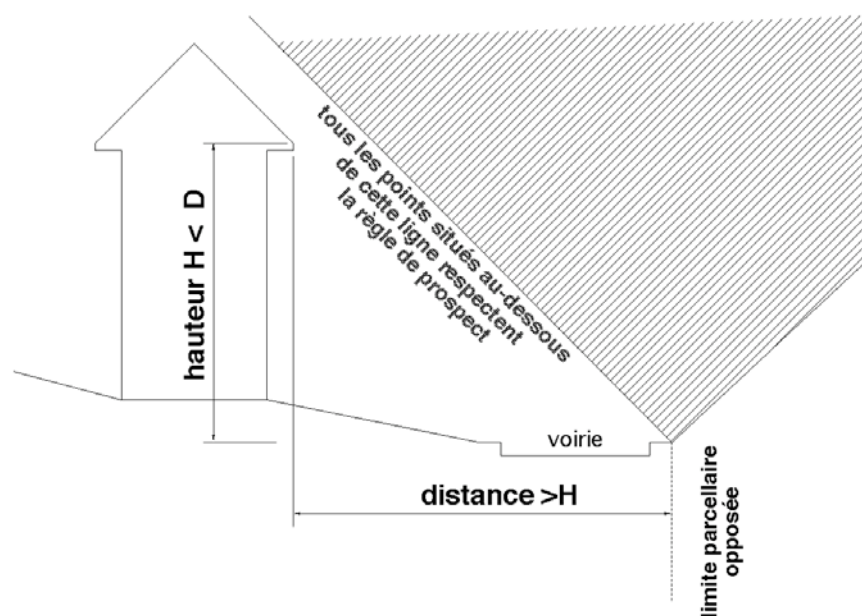 tous les points situés au-dessous
de cette ligne respectent
la règle de prospect
hauteur H < D
voirie
distance >H
limite parcellaire
opposée